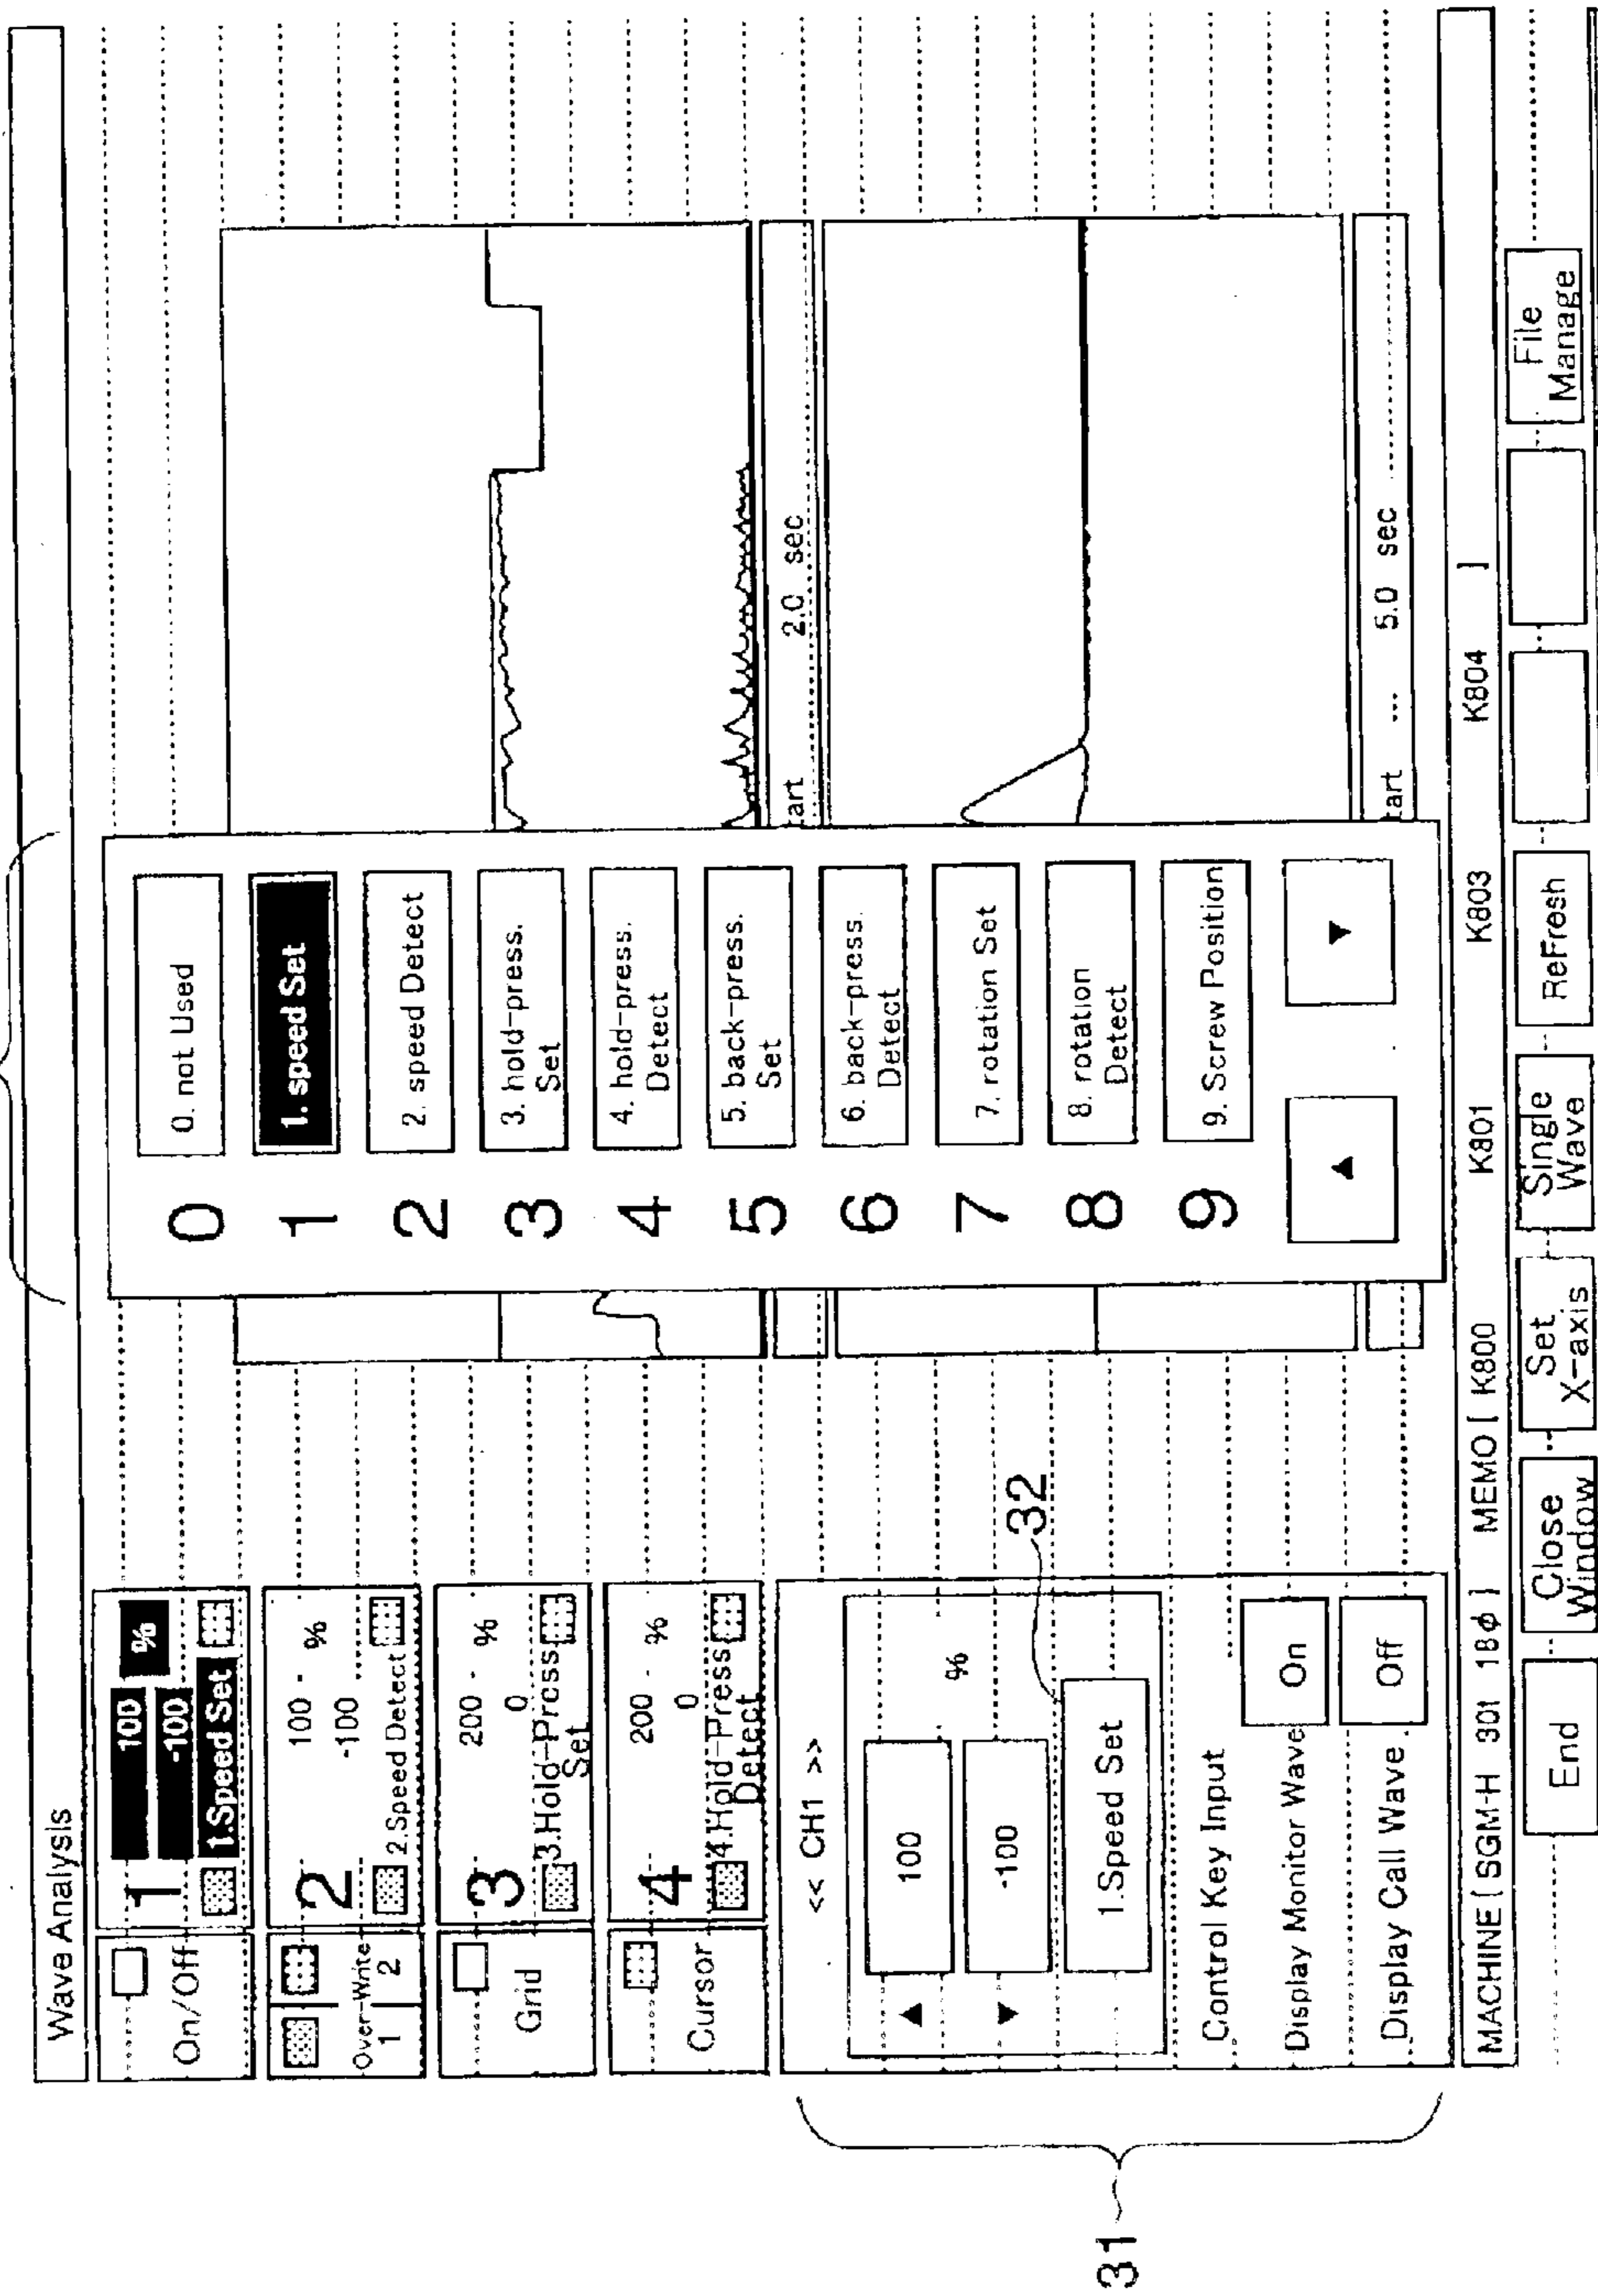 Wave Analysis
On/Off
1
100
-100
%
1.Speed Set
Over-Write
1 2
2
100
-100
%
2.Speed Detect
Grid
3
200
0
%
3.Hold-Press
Set
Cursor
4
200
0
%
4.Hold-Press
Detect
<< CH1 >>
▲ 100
▼ -100
%
1.Speed Set
32
Control Key Input
Display Monitor Wave On
Display Call Wave Off
31
0 0. not Used
1 1. speed Set
2 2. speed Detect
3 3. hold-press.
Set
4 4. hold-press.
Detect
5 5. back-press.
Set
6 6. back-press.
Detect
7 7. rotation Set
8 8. rotation
Detect
9 9. Screw Position
▲ ▼
tart 2.0 sec
tart ... 5.0 sec
MACHINE [ SGM-H 301 18φ ] MEMO [ K800 K801 K803 K804 ]
End
Close
Window
Set
X-axis
Single
Wave
ReFresh
File
Manage